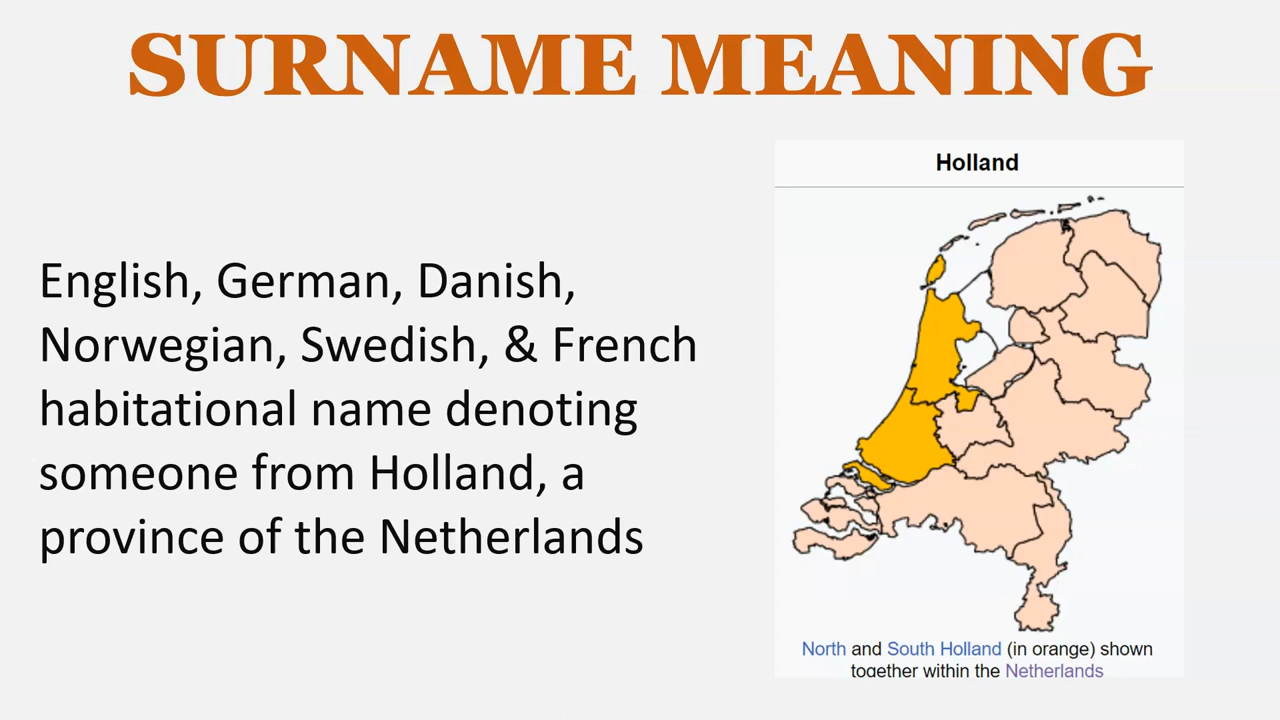 SURNAME MEANING
English, German, Danish,
Norwegian, Swedish, & French
habitational name denoting
someone from Holland, a
province of the Netherlands
Holland
North and South Holland (in orange) shown
together within the Netherlands